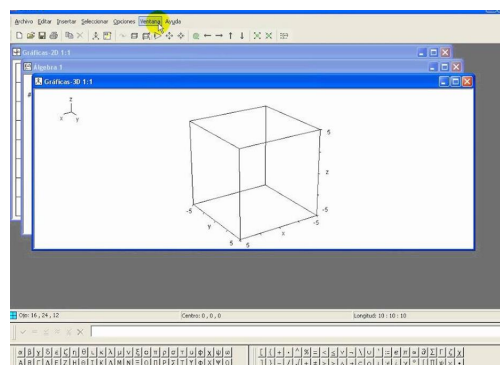 Archivo Editar Insertar Seleccionar Opciones Ventana Ayuda
Gráficas-2D 1:1
Algebra 1
Gráficas-3D 1:1
z
x y
5
z
-5
-5
y
x
-5
5 5
Ojo: 16 , 24 , 12 Centro: 0 , 0 , 0 Longitud: 10 : 10 : 10
α β γ δ ε ζ η θ ι κ λ μ ν ξ ο π ρ σ τ υ φ χ ψ ω
Α Β Γ Δ Ε Ζ Η Θ Ι Κ Λ Μ Ν Ξ Ο Π Ρ Σ Τ Υ Φ Χ Ψ Ω